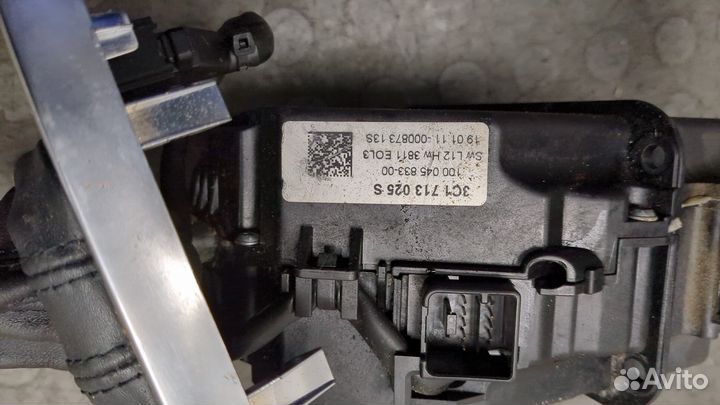 3C1 713 025 S
100 045 833-00
SW L12 HW 3811 EOL3
19.01.11-000873 13S
Avito